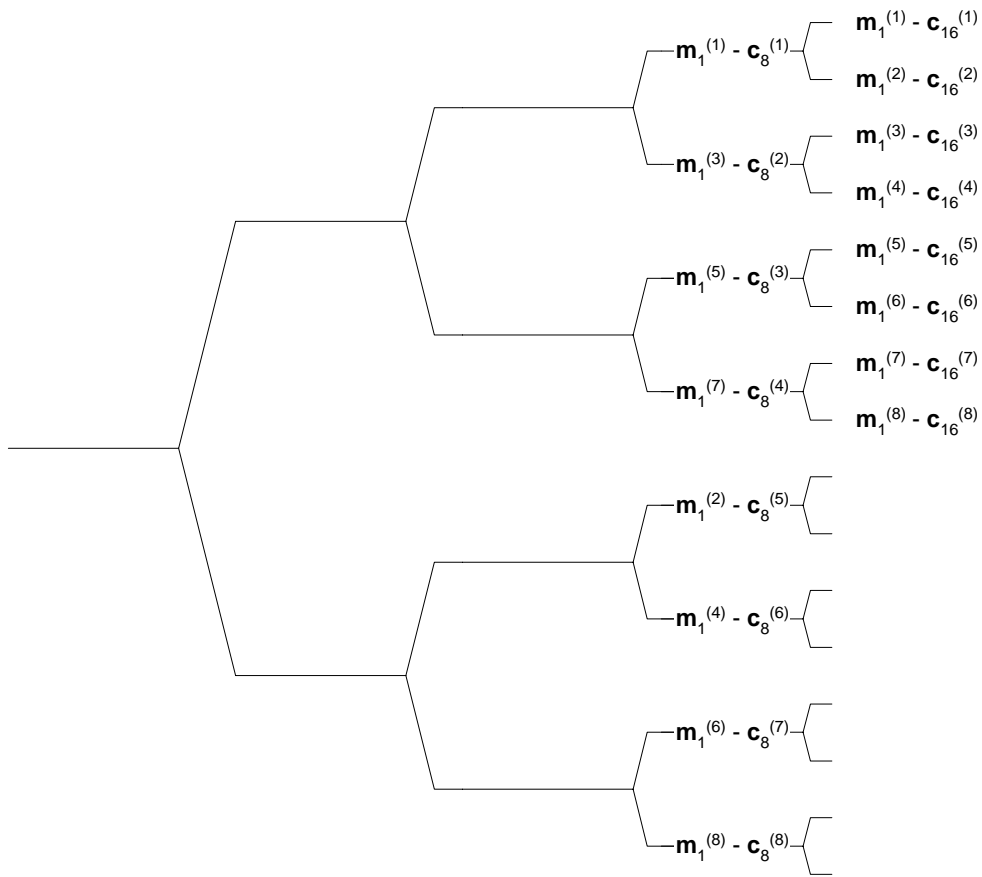 m₁⁽¹⁾ - c₁₆⁽¹⁾
m₁⁽¹⁾ - c₈⁽¹⁾
m₁⁽²⁾ - c₁₆⁽²⁾
m₁⁽³⁾ - c₁₆⁽³⁾
m₁⁽³⁾ - c₈⁽²⁾
m₁⁽⁴⁾ - c₁₆⁽⁴⁾
m₁⁽⁵⁾ - c₁₆⁽⁵⁾
m₁⁽⁵⁾ - c₈⁽³⁾
m₁⁽⁶⁾ - c₁₆⁽⁶⁾
m₁⁽⁷⁾ - c₁₆⁽⁷⁾
m₁⁽⁷⁾ - c₈⁽⁴⁾
m₁⁽⁸⁾ - c₁₆⁽⁸⁾
m₁⁽²⁾ - c₈⁽⁵⁾
m₁⁽⁴⁾ - c₈⁽⁶⁾
m₁⁽⁶⁾ - c₈⁽⁷⁾
m₁⁽⁸⁾ - c₈⁽⁸⁾